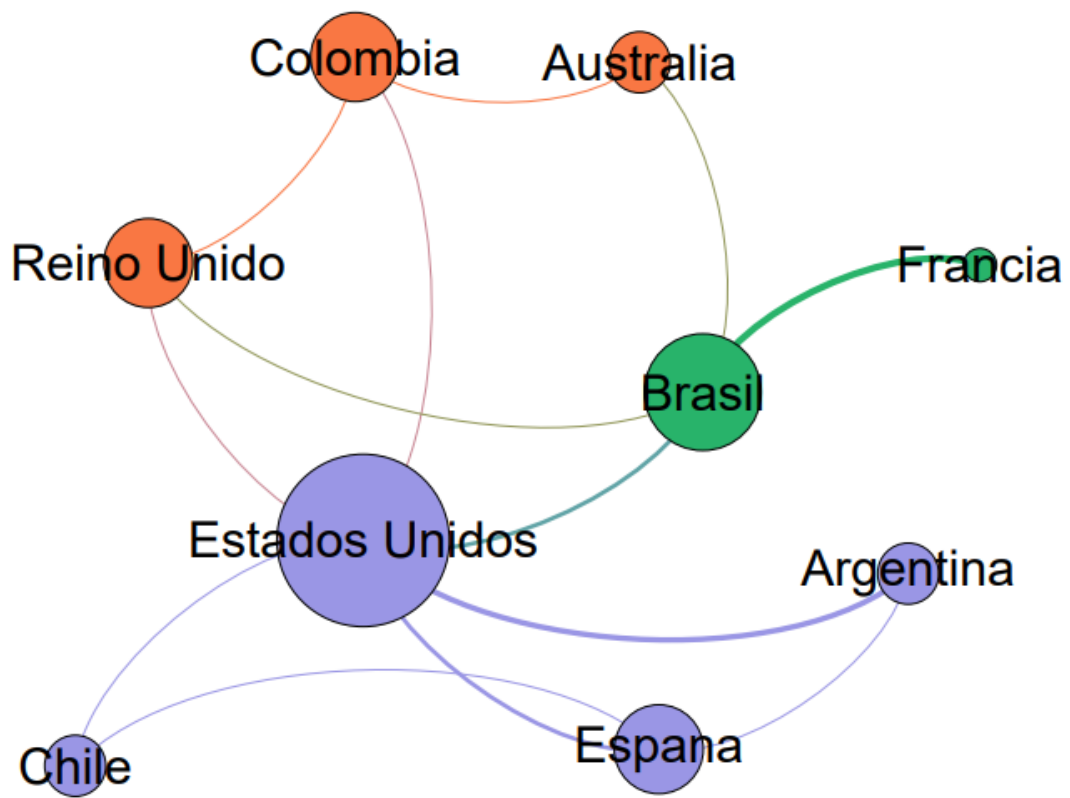 Colombia
Australia
Reino Unido
Francia
Brasil
Estados Unidos
Argentina
Espana
Chile